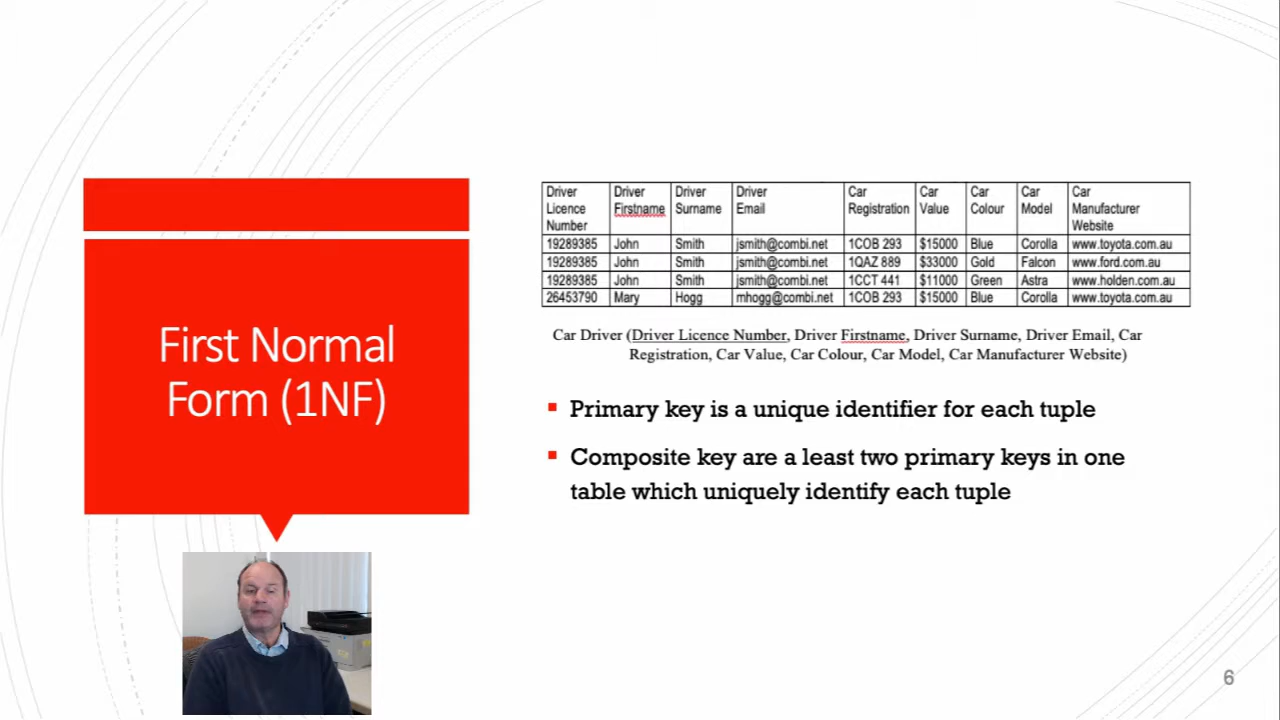 First Normal
Form (1NF)
Driver Licence Number Driver Firstname Driver Surname Driver Email Car Registration Car Value Car Colour Car Model Car Manufacturer Website
19289385 John Smith jsmith@combi.net 1COB 293 $15000 Blue Corolla www.toyota.com.au
19289385 John Smith jsmith@combi.net 1QAZ 889 $33000 Gold Falcon www.ford.com.au
19289385 John Smith jsmith@combi.net 1CCT 441 $11000 Green Astra www.holden.com.au
26453790 Mary Hogg mhogg@combi.net 1COB 293 $15000 Blue Corolla www.toyota.com.au
Car Driver (Driver Licence Number, Driver Firstname, Driver Surname, Driver Email, Car
Registration, Car Value, Car Colour, Car Model, Car Manufacturer Website)
Primary key is a unique identifier for each tuple
Composite key are a least two primary keys in one
table which uniquely identify each tuple
6